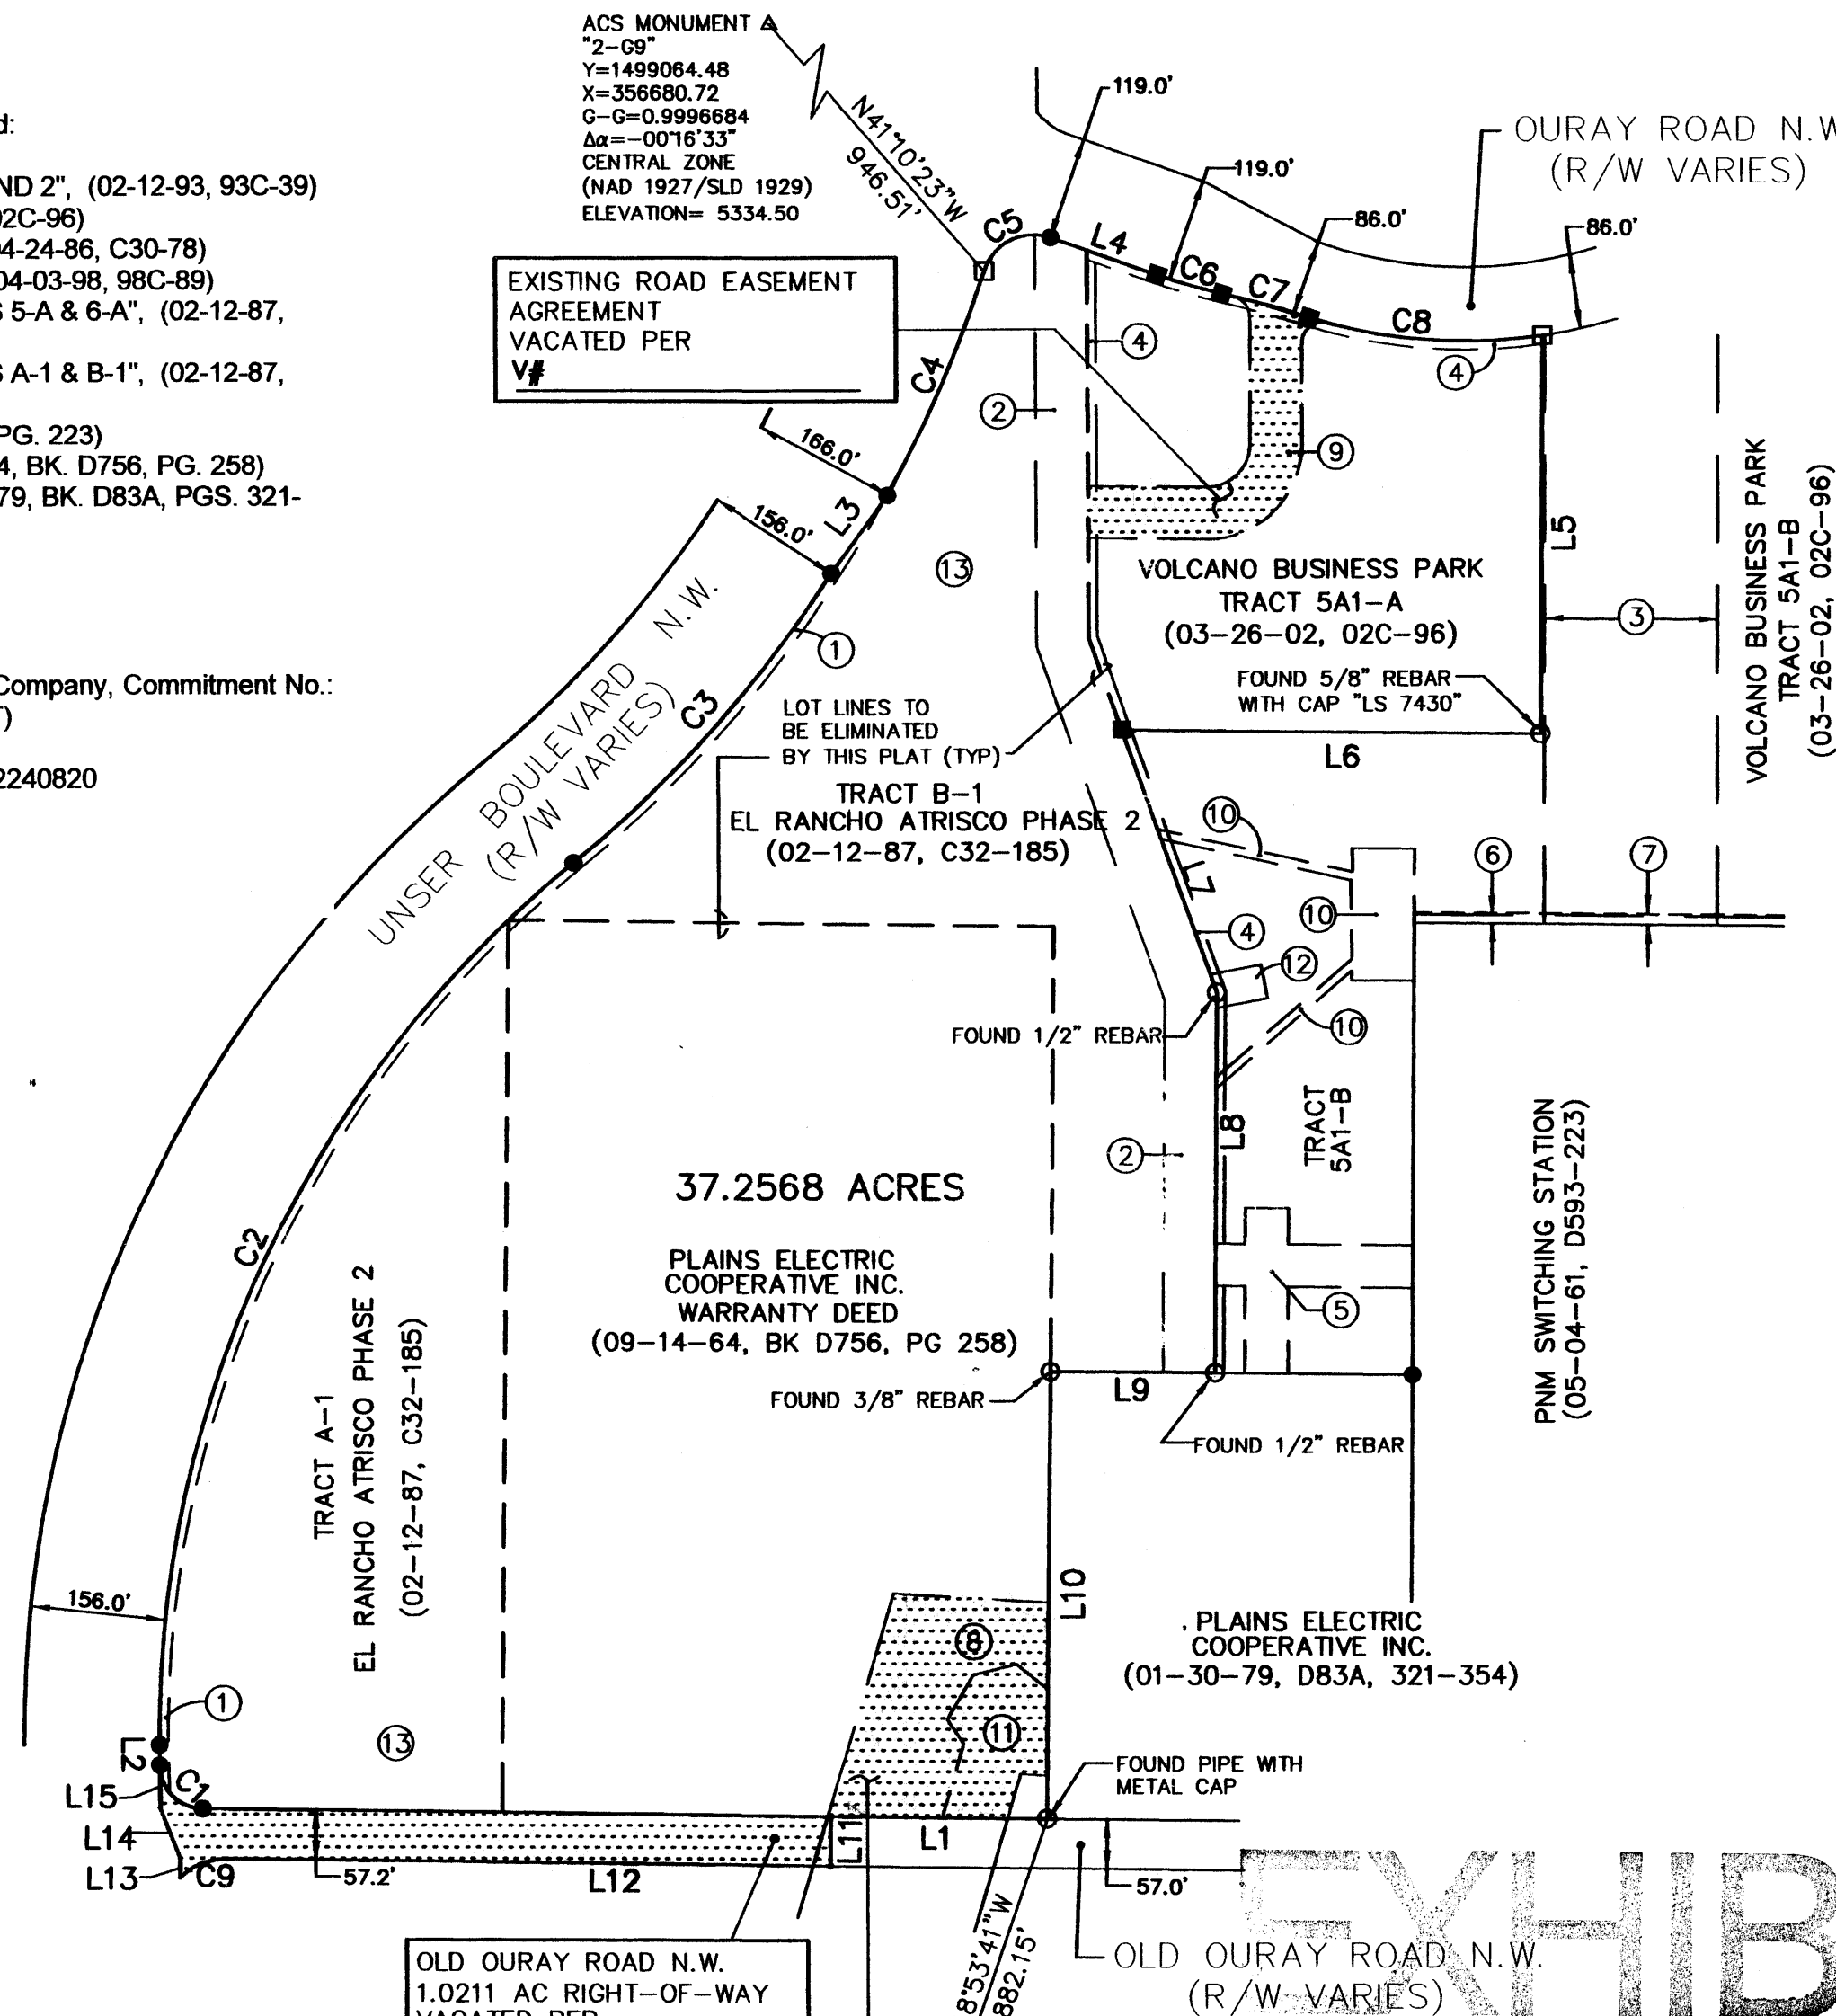 ACS MONUMENT
"2-G9"
Y=1499064.48
X=356680.72
G-G=0.9996684
Δα=-00°16'33"
CENTRAL ZONE
(NAD 1927/SLD 1929)
ELEVATION= 5334.50
N41°10'23"W
946.51'
119.0'
119.0'
86.0'
86.0'
OURAY ROAD N.W
(R/W VARIES)
d:
ND 2", (02-12-93, 93C-39)
02C-96)
04-24-86, C30-78)
04-03-98, 98C-89)
S 5-A & 6-A", (02-12-87,
S A-1 & B-1", (02-12-87,
PG. 223)
4, BK. D756, PG. 258)
79, BK. D83A, PGS. 321-
Company, Commitment No.:
T)
2240820
EXISTING ROAD EASEMENT
AGREEMENT
VACATED PER
V#
C5
L4
C6
C7
C8
C4
4
4
2
9
166.0'
156.0'
L3
13
1
L5
3
VOLCANO BUSINESS PARK
TRACT 5A1-A
(03-26-02, 02C-96)
FOUND 5/8" REBAR
WITH CAP "LS 7430"
VOLCANO BUSINESS PARK
TRACT 5A1-B
(03-26-02, 02C-96)
UNSER BOULEVARD N.W.
(R/W VARIES)
C3
LOT LINES TO
BE ELIMINATED
BY THIS PLAT (TYP)
L6
TRACT B-1
EL RANCHO ATRISCO PHASE 2
(02-12-87, C32-185)
10
6
7
L7
10
4
12
10
FOUND 1/2" REBAR
L8
TRACT
5A1-B
2
PNM SWITCHING STATION
(05-04-61, D593-223)
37.2568 ACRES
C2
PLAINS ELECTRIC
COOPERATIVE INC.
WARRANTY DEED
(09-14-64, BK D756, PG 258)
5
FOUND 3/8" REBAR
L9
FOUND 1/2" REBAR
TRACT A-1
EL RANCHO ATRISCO PHASE 2
(02-12-87, C32-185)
156.0'
L10
8
11
PLAINS ELECTRIC
COOPERATIVE INC.
(01-30-79, D83A, 321-354)
1
13
L2
C1
L15
L14
L13
C9
57.2'
L12
L11
L1
FOUND PIPE WITH
METAL CAP
57.0'
8°53'41"W
882.15'
OLD OURAY ROAD N.W.
(R/W VARIES)
OLD OURAY ROAD N.W.
1.0211 AC RIGHT-OF-WAY
VACATED PER
EXHIB